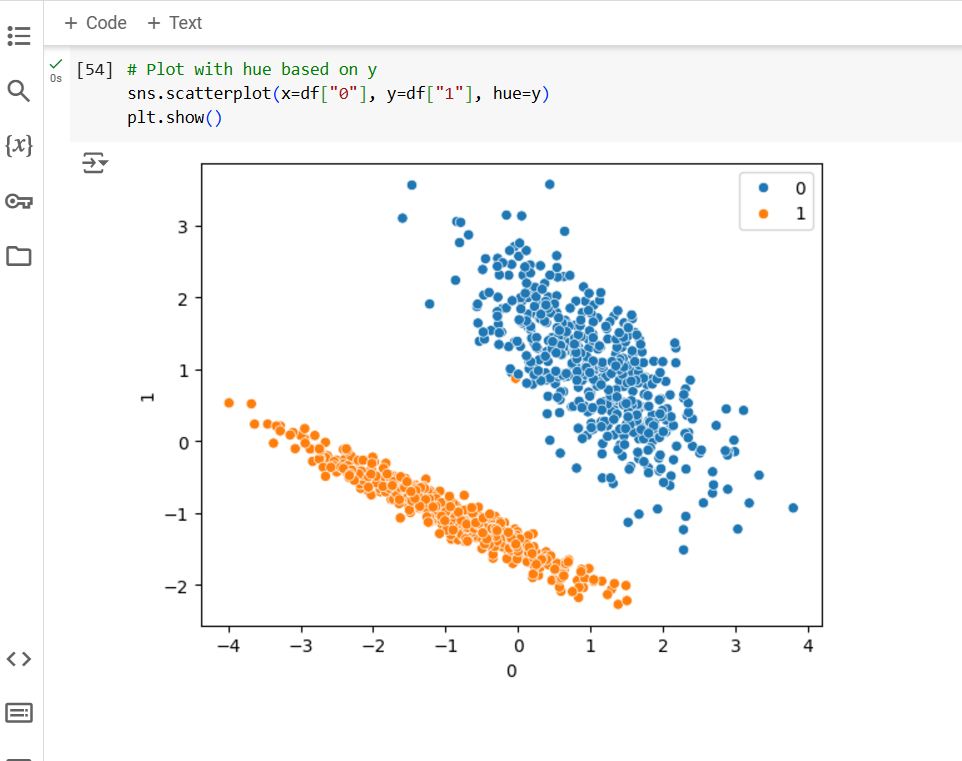 + Code + Text
0s
[54] # Plot with hue based on y
sns.scatterplot(x=df["0"], y=df["1"], hue=y)
plt.show()
{x}
0
1
3
2
1
0
−1
−2
1
−4 −3 −2 −1 0 1 2 3 4
0